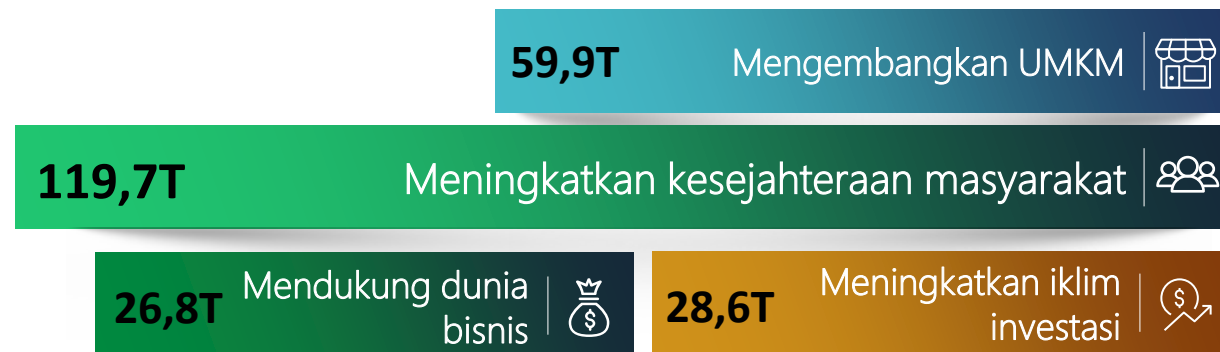 59,9T Mengembangkan UMKM
119,7T Meningkatkan kesejahteraan masyarakat
26,8T Mendukung dunia
bisnis
28,6T Meningkatkan iklim
investasi